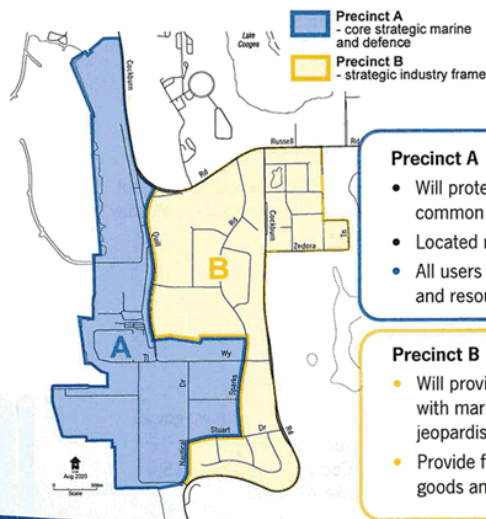 Precinct A
- core strategic marine
and defence
Precinct B
- strategic industry frame
Lake
Coogee
Cockburn
Rd
Russell
Rd
Quill
Rd
Cockburn
Zedora
Tn
B
A
Wy
Dr
Sparks
Stuart
Dr
Rd
Nautical
Aug 2020
Scale
Precinct A
Will prote
common
Located
All users
and resou
Precinct B
Will provi
with mar
jeopardis
Provide f
goods an